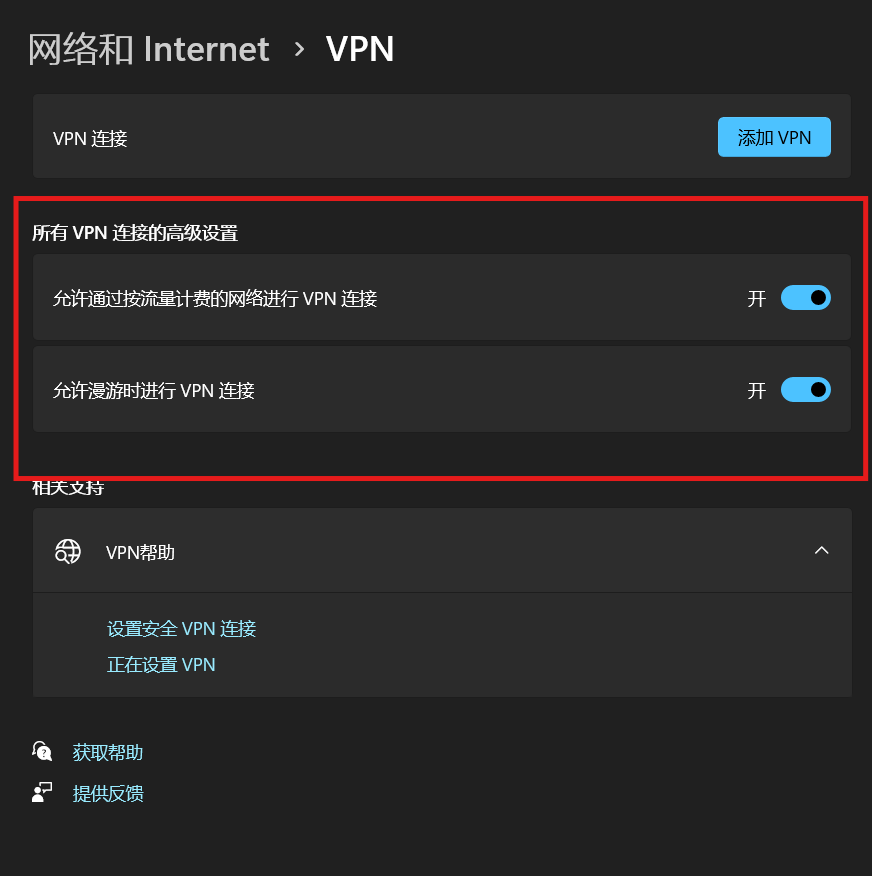 网络和 Internet › VPN
VPN 连接
添加 VPN
所有 VPN 连接的高级设置
允许通过按流量计费的网络进行 VPN 连接
开
允许漫游时进行 VPN 连接
开
相关支持
VPN帮助
设置安全 VPN 连接
正在设置 VPN
获取帮助
提供反馈